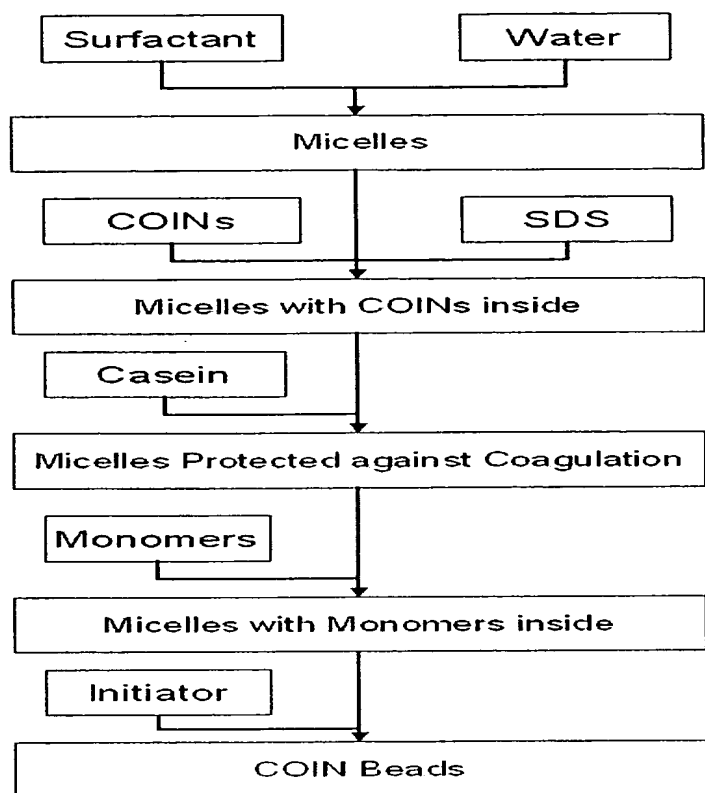 Surfactant
Water
Micelles
COINs
SDS
Micelles with COINs inside
Casein
Micelles Protected against Coagulation
Monomers
Micelles with Monomers inside
Initiator
COIN Beads